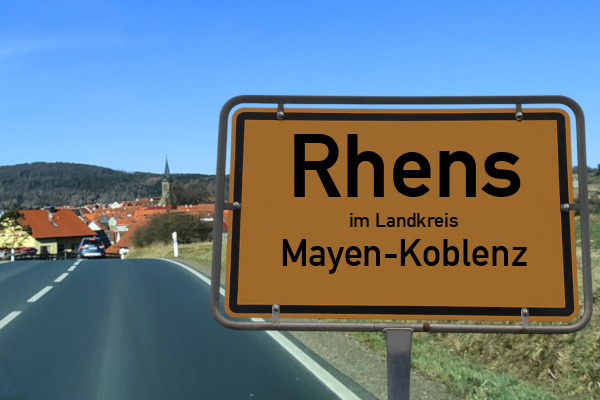 Rhens
im Landkreis
Mayen-Koblenz